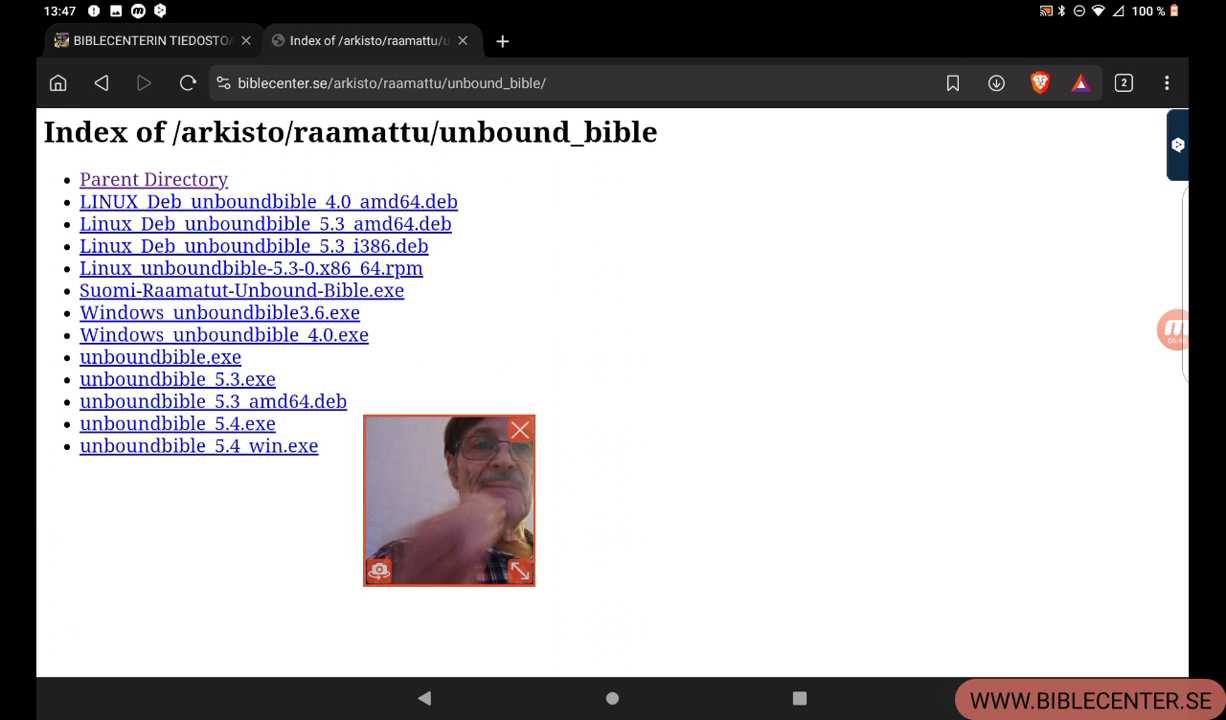 13:47
100 %
BIBLECENTERIN TIEDOSTOA
Index of /arkisto/raamattu/u
biblecenter.se/arkisto/raamattu/unbound_bible/
2
Index of /arkisto/raamattu/unbound_bible
Parent Directory
LINUX_Deb_unboundbible_4.0_amd64.deb
Linux_Deb_unboundbible_5.3_amd64.deb
Linux_Deb_unboundbible_5.3_i386.deb
Linux_unboundbible-5.3-0.x86_64.rpm
Suomi-Raamatut-Unbound-Bible.exe
Windows_unboundbible3.6.exe
Windows_unboundbible_4.0.exe
unboundbible.exe
unboundbible_5.3.exe
unboundbible_5.3_amd64.deb
unboundbible_5.4.exe
unboundbible_5.4_win.exe
WWW.BIBLECENTER.SE